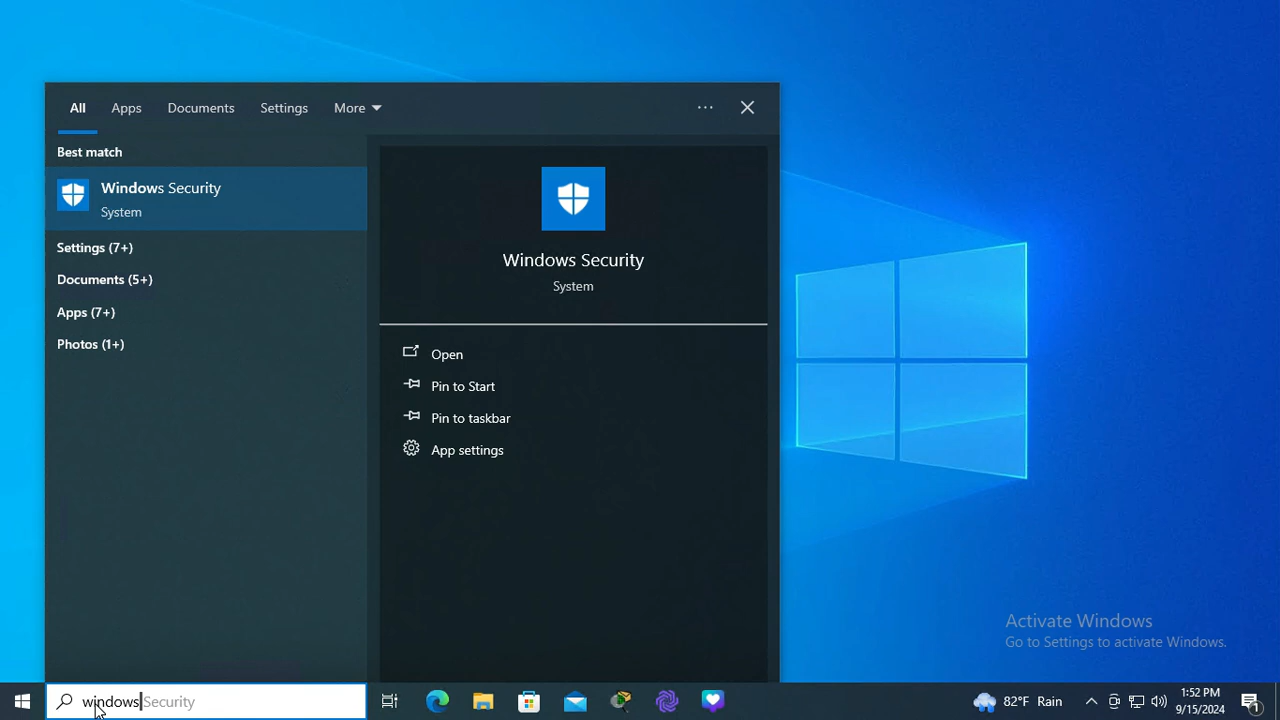 All
Apps
Documents
Settings
More
Best match
Windows Security
System
Settings (7+)
Documents (5+)
Apps (7+)
Photos (1+)
Windows Security
System
Open
Pin to Start
Pin to taskbar
App settings
Activate Windows
Go to Settings to activate Windows.
windows Security
82°F Rain
1:52 PM
9/15/2024
1